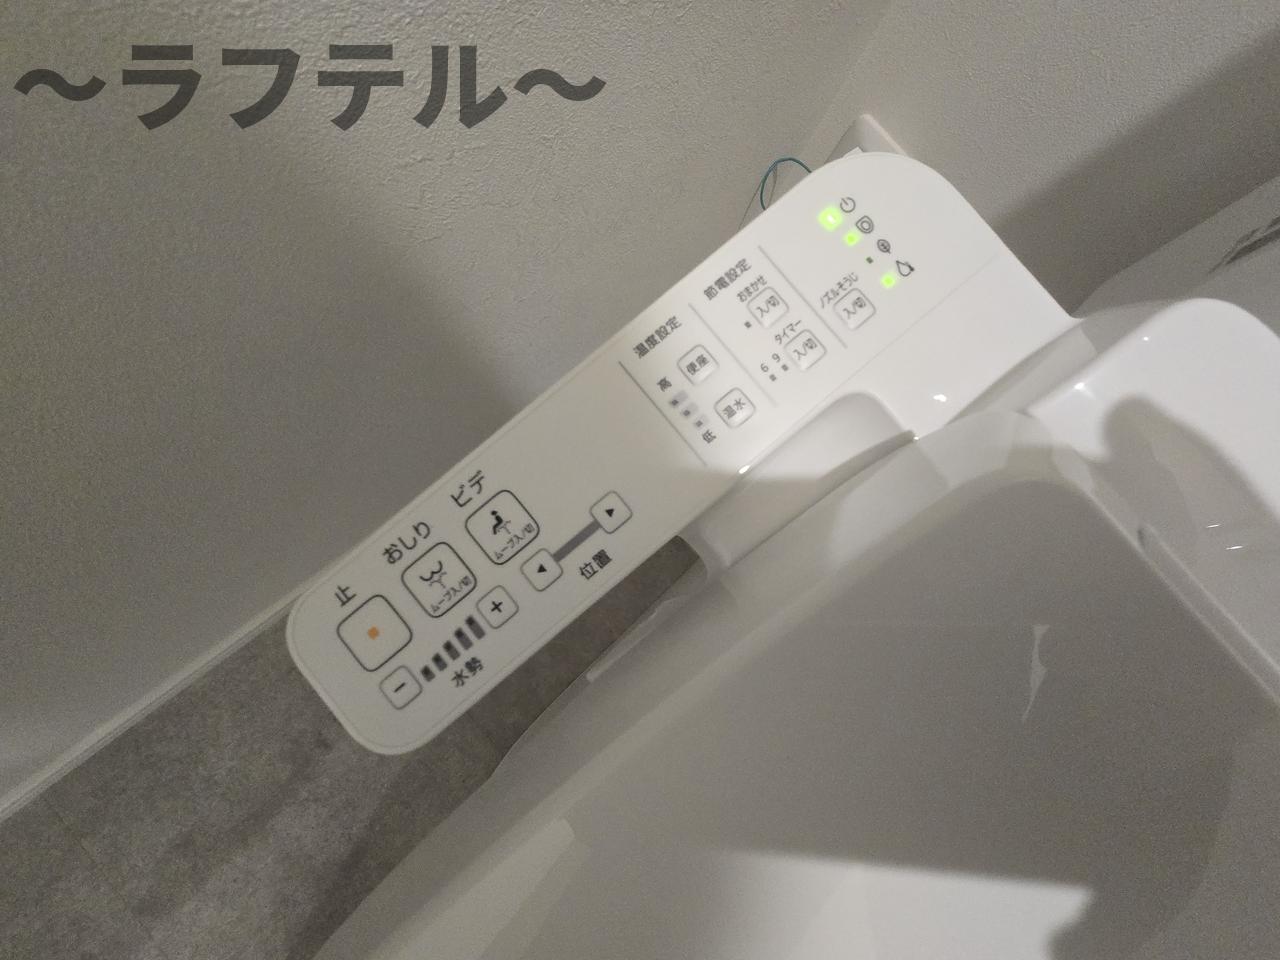 ～ラフテル～
節電設定
おまかせ
入/切
タイマー
6 9
入/切
ノズルそうじ
入/切
温度設定
高
便座
低
温水
ビデ
ムーブ入/切
おしり
ムーブ入/切
止
位置
＋
水勢
－